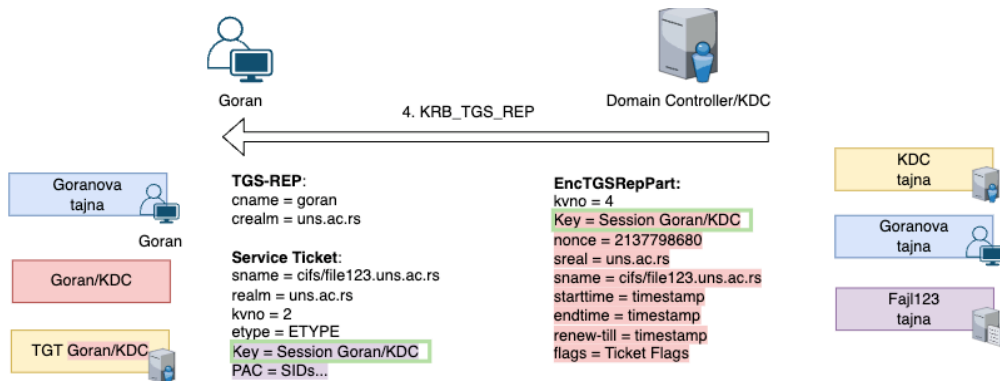 Goran
Domain Controller/KDC
4. KRB_TGS_REP
Goranova
tajna
Goran
Goran/KDC
TGT Goran/KDC
TGS-REP:
cname = goran
crealm = uns.ac.rs
Service Ticket:
sname = cifs/file123.uns.ac.rs
realm = uns.ac.rs
kvno = 2
etype = ETYPE
Key = Session Goran/KDC
PAC = SIDs...
EncTGSRepPart:
kvno = 4
Key = Session Goran/KDC
nonce = 2137798680
sreal = uns.ac.rs
sname = cifs/file123.uns.ac.rs
starttime = timestamp
endtime = timestamp
renew-till = timestamp
flags = Ticket Flags
KDC
tajna
Goranova
tajna
Fajl123
tajna